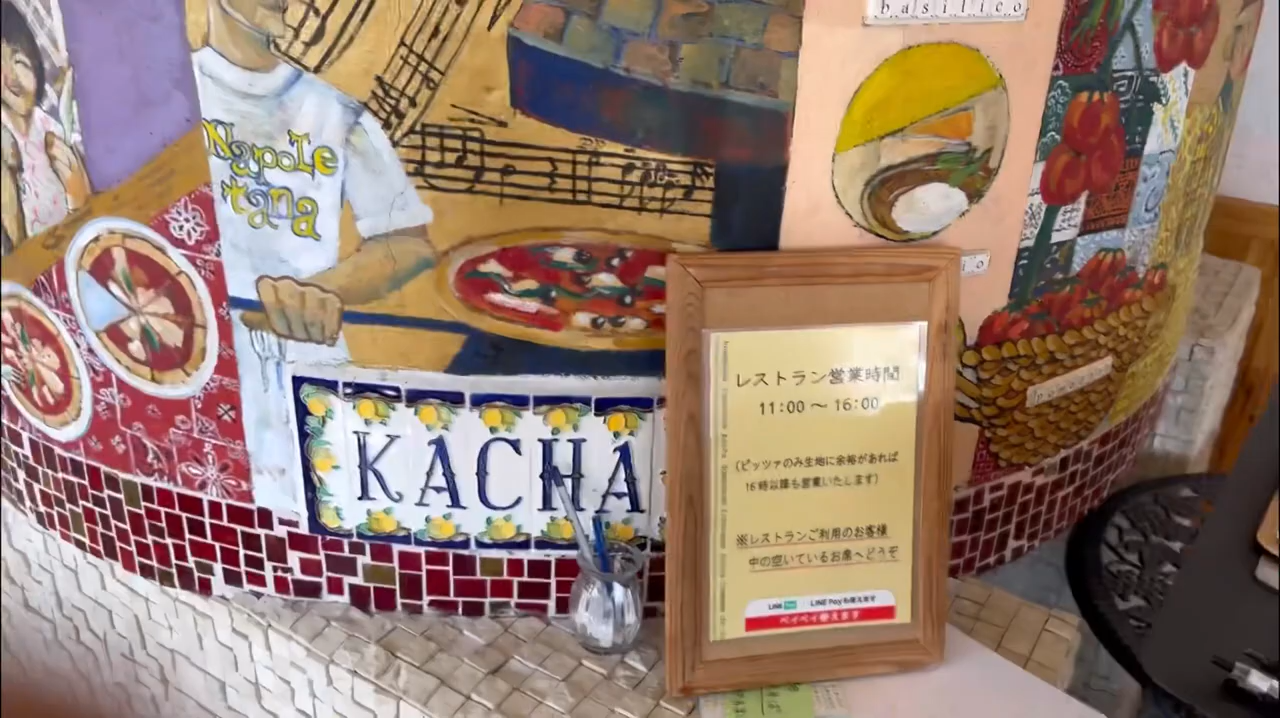 basilico
Napole
tana
KACHA
レストラン営業時間
11:00 〜 16:00
(ピッツァのみ生地に余裕があれば
16時以降も営業いたします)
※レストランご利用のお客様
中の空いているお席へどうぞ
LINE Pay LINE Pay も使えます
ペイペイ使えます